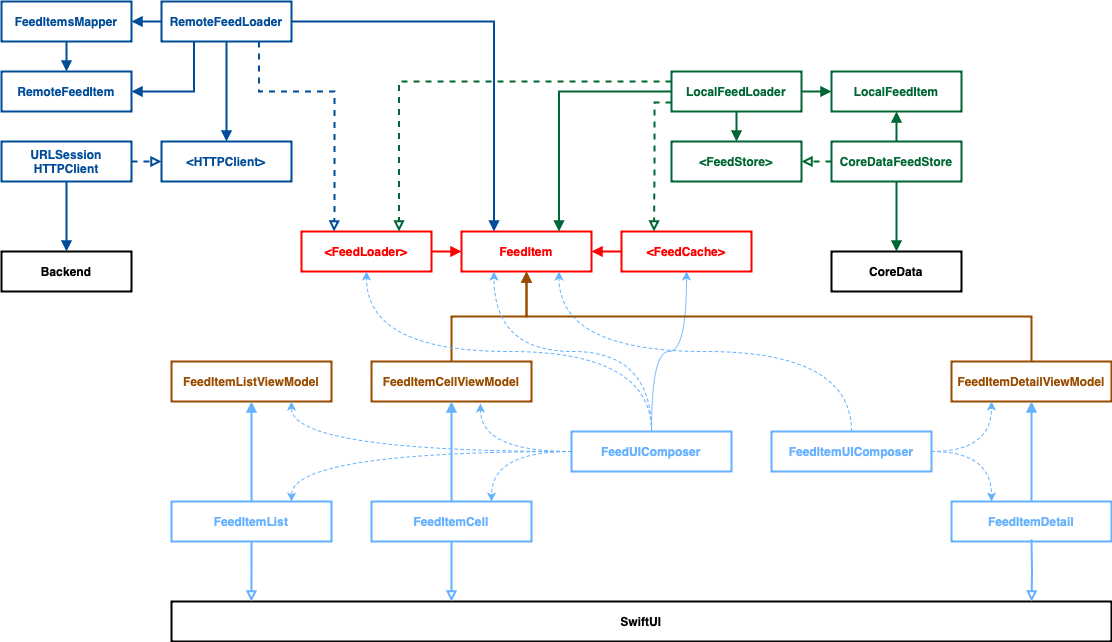 FeedItemsMapper
RemoteFeedLoader
RemoteFeedItem
LocalFeedLoader
LocalFeedItem
URLSession
HTTPClient
<HTTPClient>
<FeedStore>
CoreDataFeedStore
Backend
<FeedLoader>
FeedItem
<FeedCache>
CoreData
FeedItemListViewModel
FeedItemCellViewModel
FeedItemDetailViewModel
FeedUIComposer
FeedItemUIComposer
FeedItemList
FeedItemCell
FeedItemDetail
SwiftUI